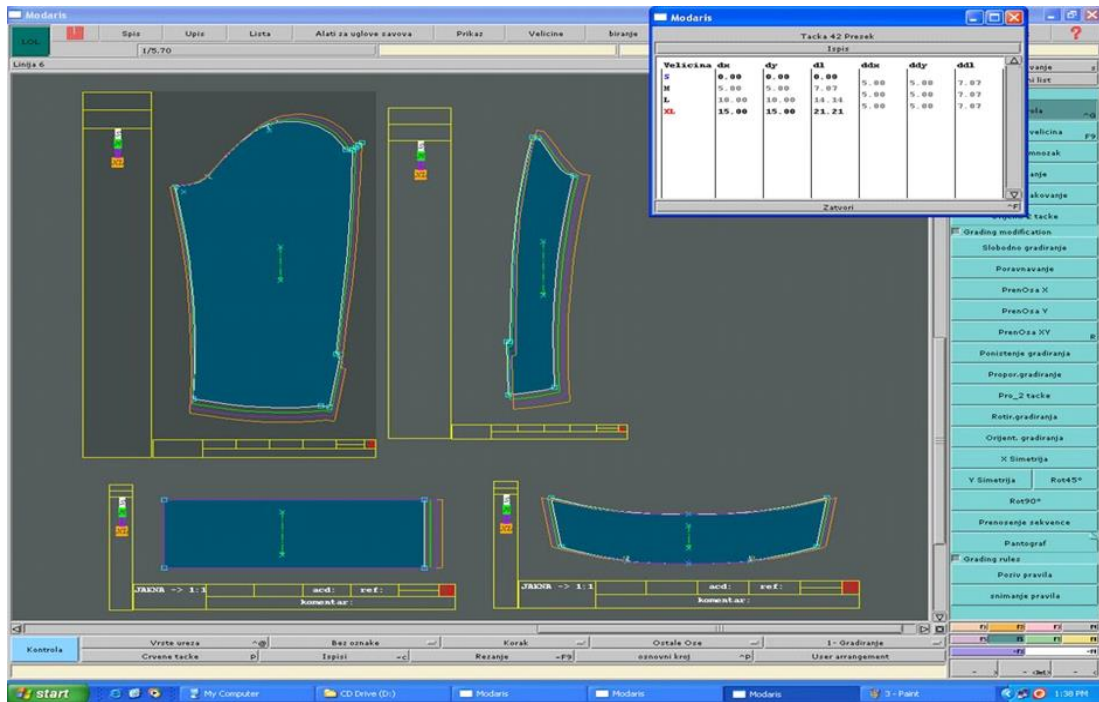 Modaris
LOL
Spis Upis Lista Alati za uglove savova Prikaz Velicine biranje
1/5.70
Linija 6
Modaris
Tacka 42 Presek
Ispis
Velicina dx dy dl ddx ddy ddl
S 0.00 0.00 0.00
M 5.00 5.00 7.07 5.00 5.00 7.07
L 10.00 10.00 14.14 5.00 5.00 7.07
XL 15.00 15.00 21.21 5.00 5.00 7.07
Zatvori ^F
^G
F9
2 tacke
Grading modification
Slobodno gradiranje
Poravnavanje
PrenOsa X
PrenOsa Y
PrenOsa XY R
Ponistenje gradiranja
Propor.gradiranje
Pro_2 tacke
Rotir.gradiranja
Orijent. gradiranja
X Simetrija
Y Simetrija Rot45°
Rot90°
Prenosenje sekvence
Pantograf
Grading rules
Poziv pravila
snimanje pravila
JAKNA -> 1:1 acd: ref:
komentar:
JAKNA -> 1:1 acd: ref:
komentar:
Kontrola
Vrste ureza ^@ Bez oznake Korak Ostale Ose 1- Gradiranje
Crvene tacke P Ispisi -c Rezanje -F9 osnovni kroj ^P User arrangement
start My Computer CD Drive (D:) Modaris Modaris Modaris 3 - Paint 1:38 PM